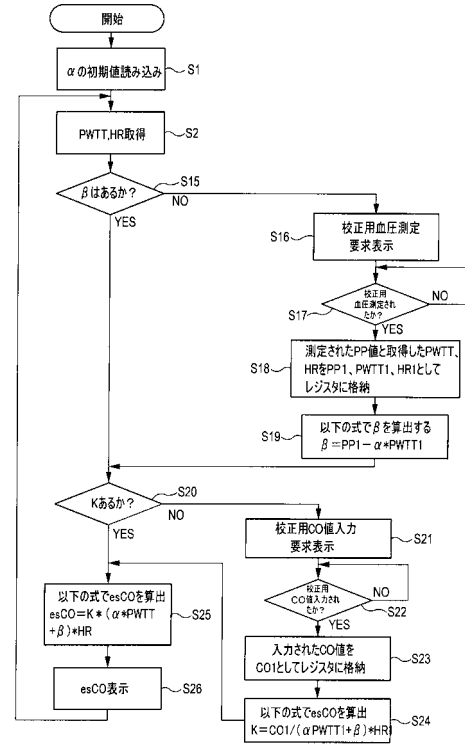 開始
αの初期値読み込み
S1
PWTT,HR取得
S2
βはあるか?
S15
NO
YES
校正用血圧測定
要求表示
S16
校正用
血圧測定され
たか?
S17
NO
YES
測定されたPP値と取得したPWTT、
HRをPP1、PWTT1、HR1として
レジスタに格納
S18
以下の式でβを算出する
β=PP1-α*PWTT1
S19
Kあるか?
S20
NO
YES
校正用CO値入力
要求表示
S21
校正用
CO値入力され
たか?
S22
NO
YES
入力されたCO値を
CO1としてレジスタに格納
S23
以下の式でesCOを算出
K=CO1/(αPWTT1+β)*HR
S24
以下の式でesCOを算出
esCO=K*(α*PWTT
+β)*HR
S25
esCO表示
S26